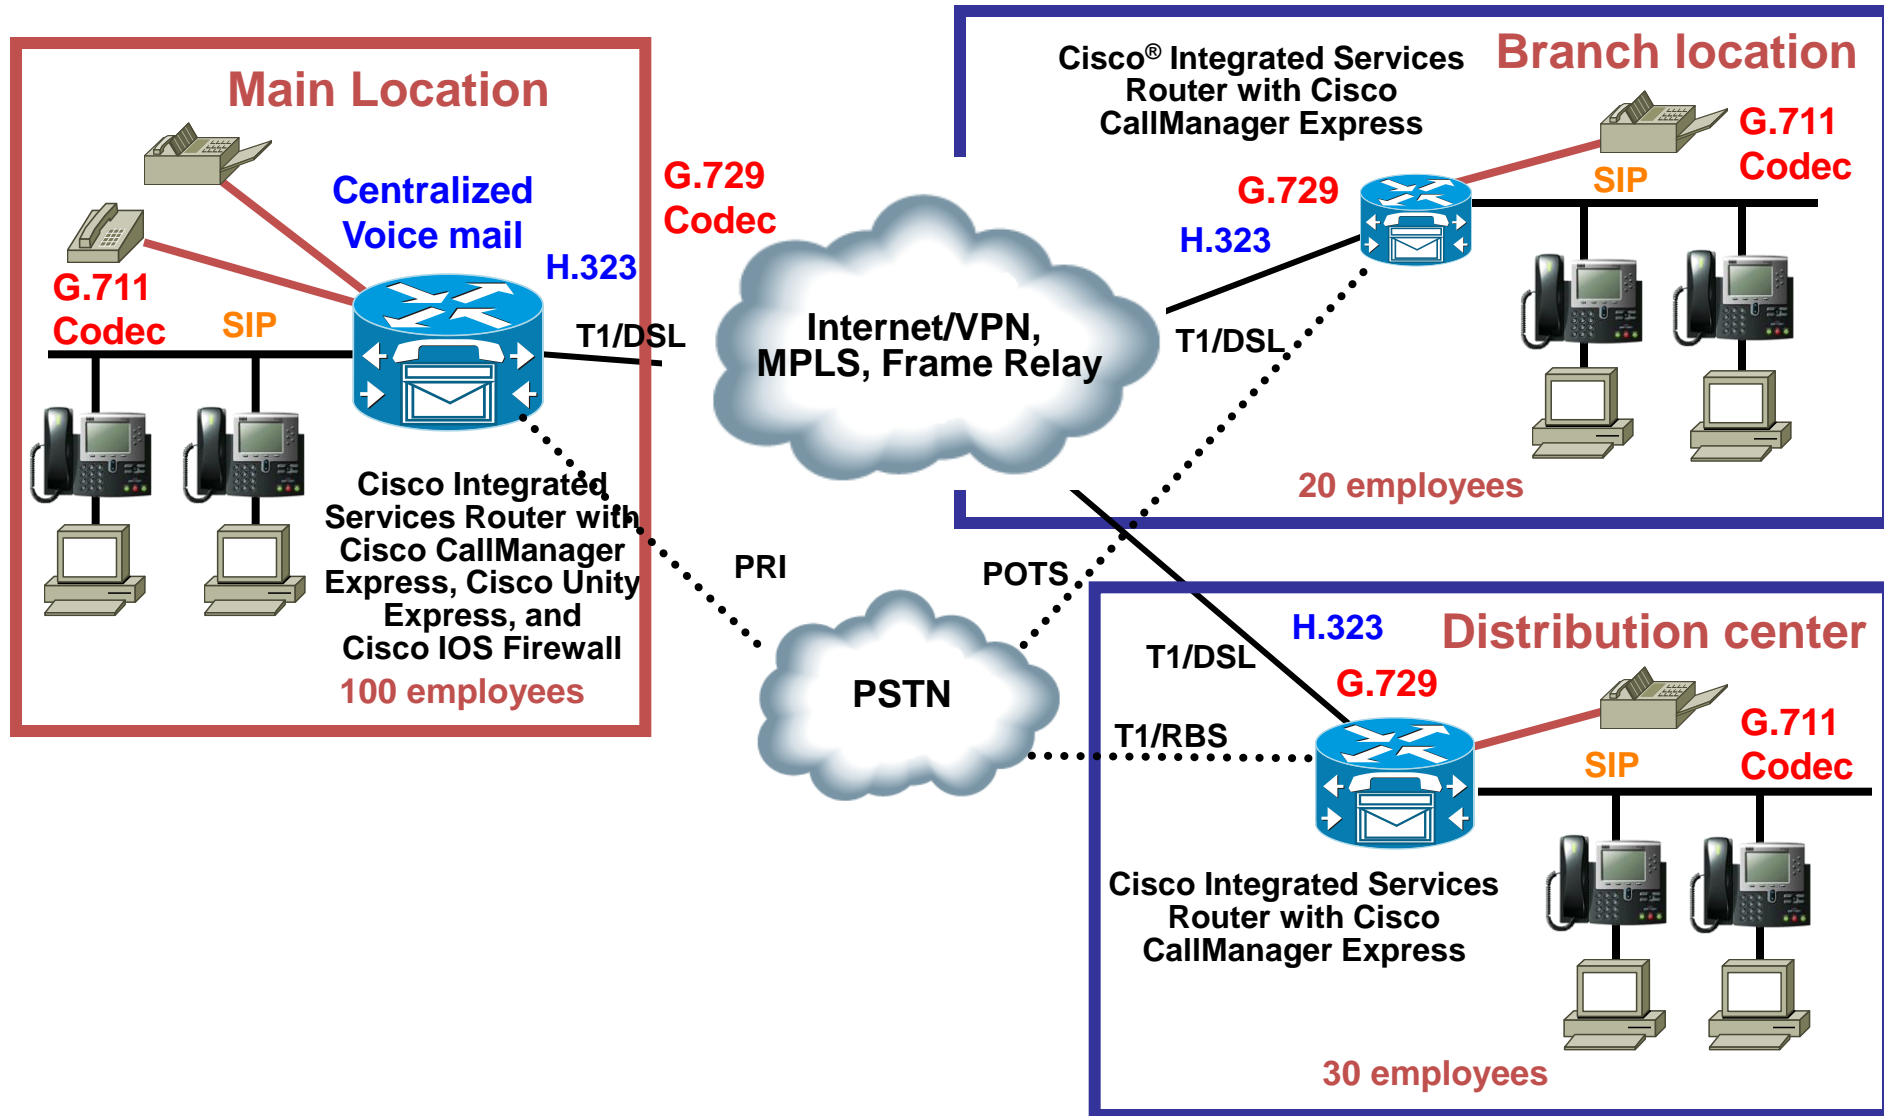 Main Location
Centralized
Voice mail
G.711
Codec
SIP
H.323
T1/DSL
G.729
Codec
Cisco Integrated
Services Router with
Cisco CallManager
Express, Cisco Unity
Express, and
Cisco IOS Firewall
100 employees
Internet/VPN,
MPLS, Frame Relay
PRI
POTS
PSTN
T1/RBS
Cisco® Integrated Services
Router with Cisco
CallManager Express
Branch location
G.729
H.323
T1/DSL
SIP
G.711
Codec
20 employees
Distribution center
H.323
T1/DSL
G.729
SIP
G.711
Codec
Cisco Integrated Services
Router with Cisco
CallManager Express
30 employees